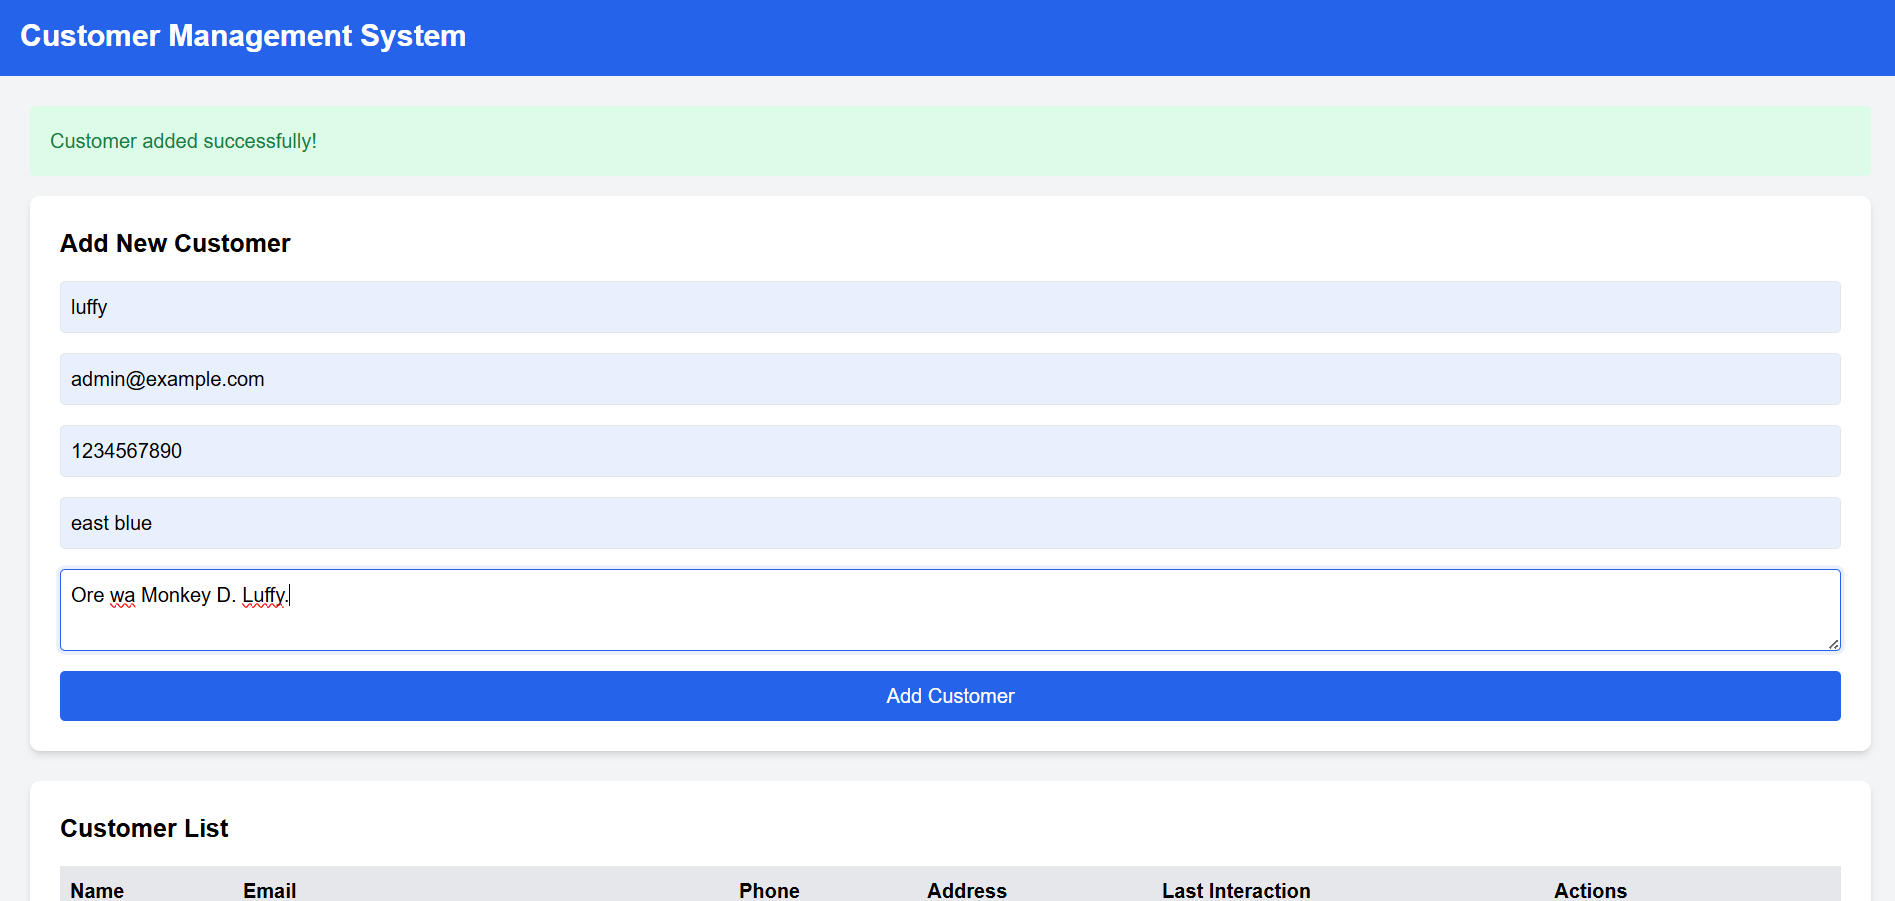 Customer Management System
Customer added successfully!
Add New Customer
luffy
admin@example.com
1234567890
east blue
Ore wa Monkey D. Luffy.
Add Customer
Customer List
Name Email Phone Address Last Interaction Actions